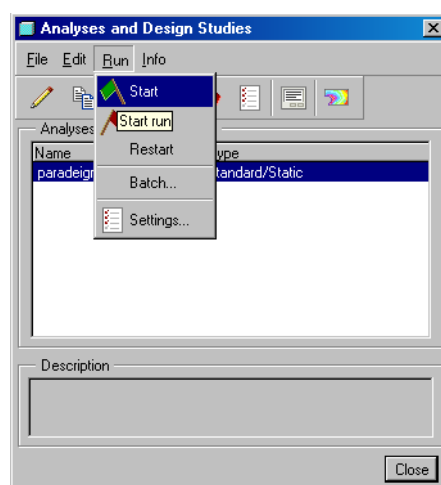 Analyses and Design Studies
File Edit Run Info
Start
Start run
Restart
Batch...
Settings...
Analyses
Name ype
paradeig tandard/Static
Description
Close